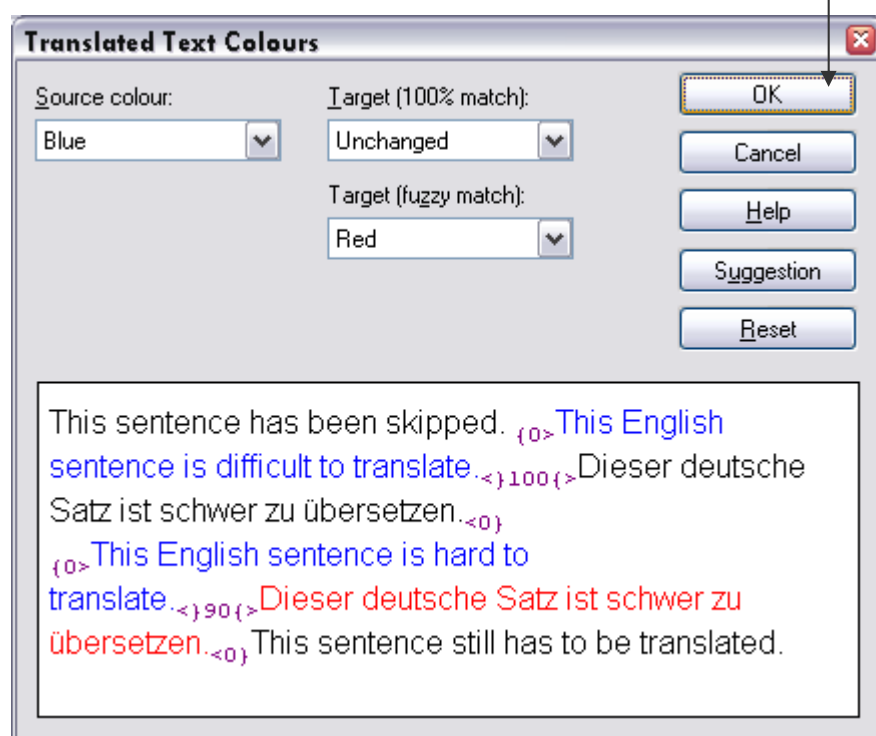 Translated Text Colours
Source colour:
Target (100% match):
OK
Blue
Unchanged
Cancel
Target (fuzzy match):
Help
Red
Suggestion
Reset
This sentence has been skipped. {0>This English
sentence is difficult to translate.<}100{>Dieser deutsche
Satz ist schwer zu übersetzen.<0}
{0>This English sentence is hard to
translate.<}90{>Dieser deutsche Satz ist schwer zu
übersetzen.<0}This sentence still has to be translated.